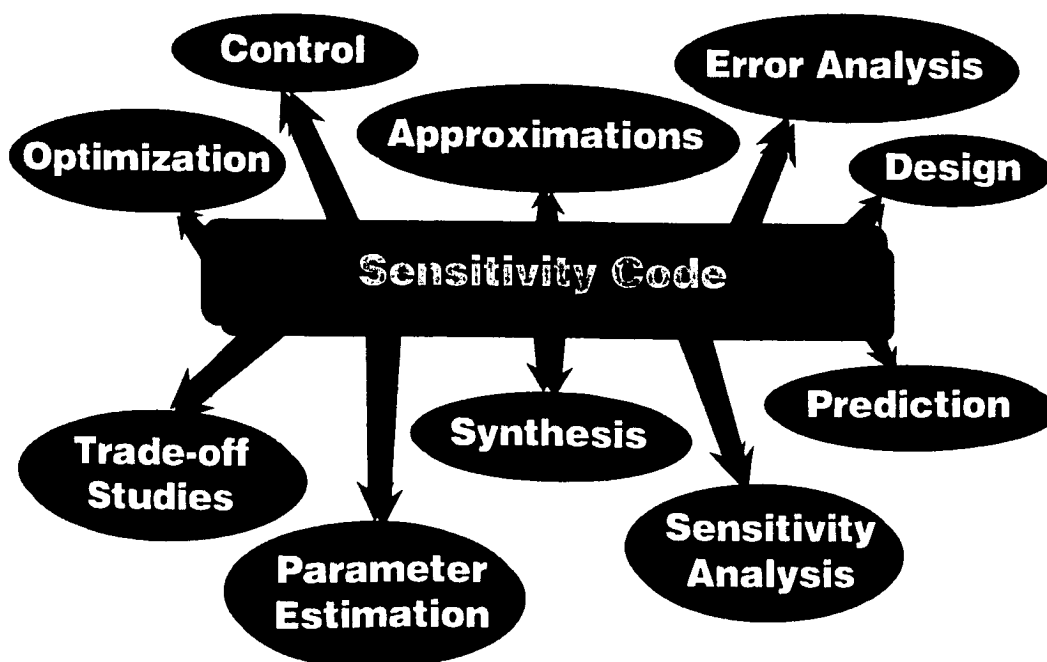 Control
Error Analysis
Approximations
Optimization
Design
Sensitivity Code
Prediction
Synthesis
Trade-off
Studies
Sensitivity
Analysis
Parameter
Estimation